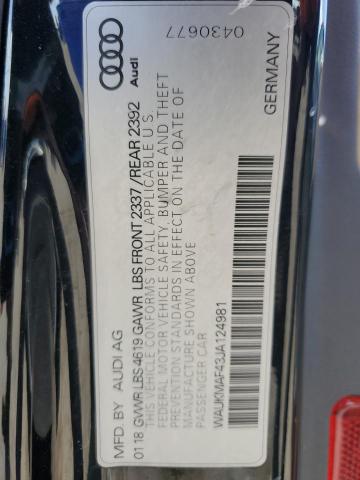 MFD. BY AUDI AG
01 18 GVWR LBS 4619 GAWR LBS FRONT 2337 / REAR 2392
THIS VEHICLE CONFORMS TO ALL APPLICABLE U S
FEDERAL MOTOR VEHICLE SAFETY, BUMPER AND THEFT
PREVENTION STANDARDS IN EFFECT ON THE DATE OF
MANUFACTURE SHOWN ABOVE
PASSENGER CAR
WAUKMAF43JA124981
Audi
0430677
GERMANY